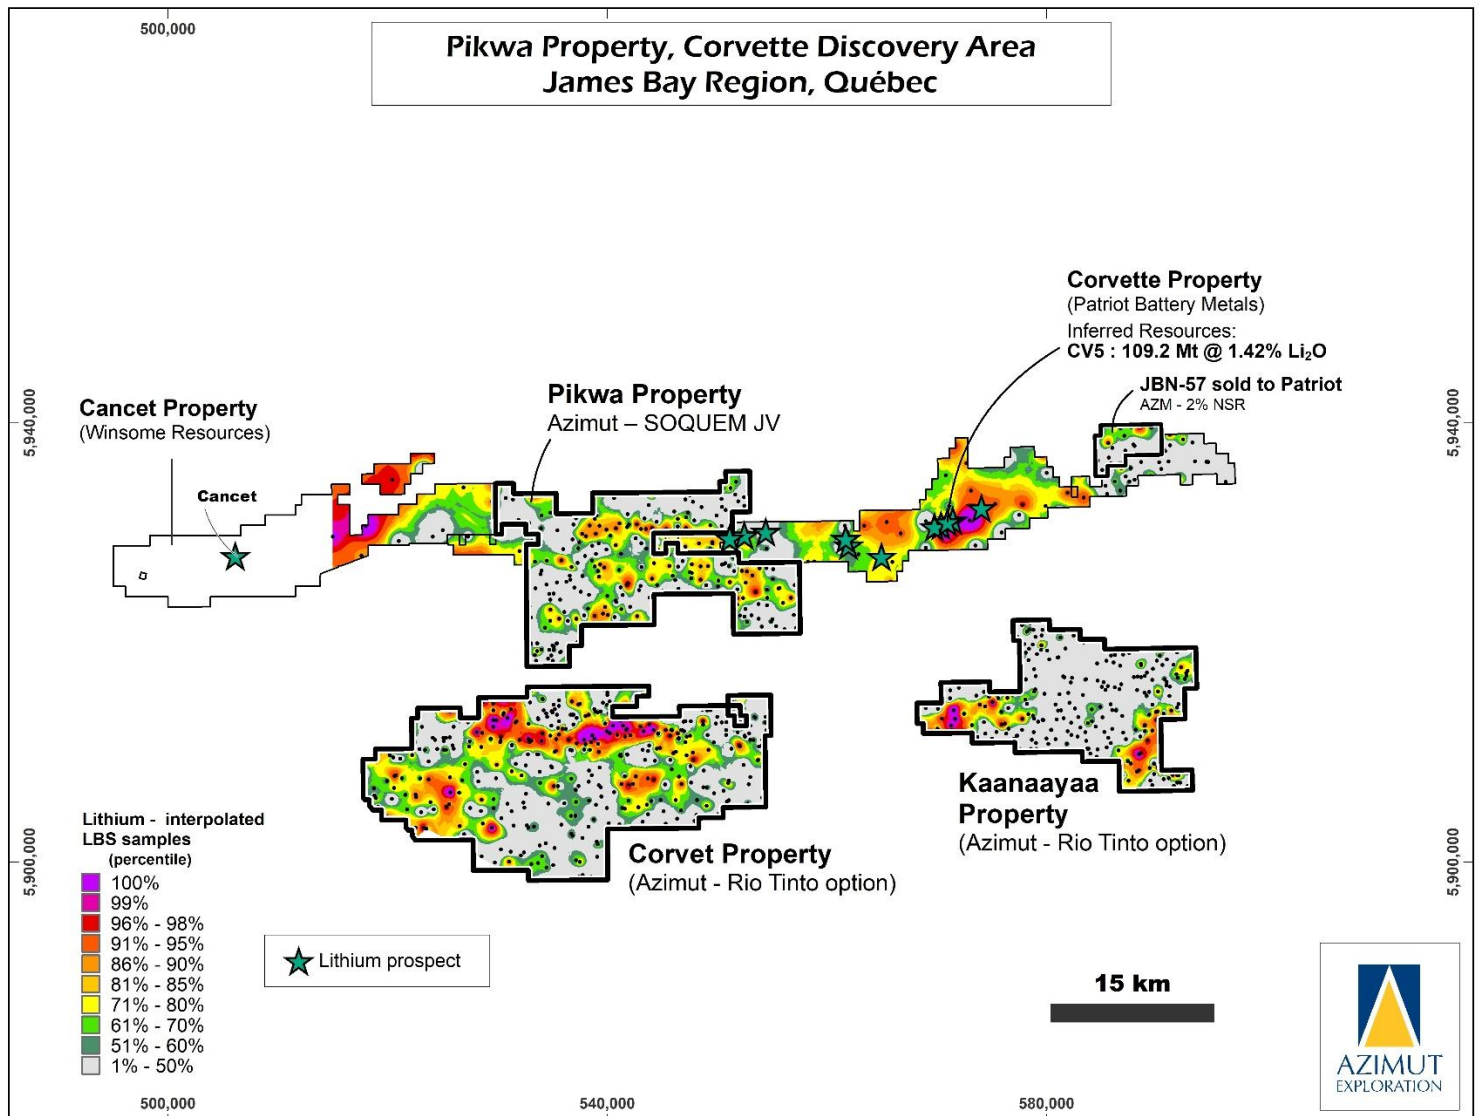 500,000
Pikwa Property, Corvette Discovery Area
James Bay Region, Québec
Corvette Property
(Patriot Battery Metals)
Inferred Resources:
CV5 : 109.2 Mt @ 1.42% Li₂O
JBN-57 sold to Patriot
AZM - 2% NSR
Pikwa Property
Azimut – SOQUEM JV
Cancet Property
(Winsome Resources)
Cancet
5,940,000
5,940,000
Kaanaayaa
Property
(Azimut - Rio Tinto option)
Corvet Property
(Azimut - Rio Tinto option)
5,900,000
5,900,000
Lithium - interpolated
LBS samples
(percentile)
100%
99%
96% - 98%
91% - 95%
86% - 90%
81% - 85%
71% - 80%
61% - 70%
51% - 60%
1% - 50%
Lithium prospect
15 km
AZIMUT
EXPLORATION
500,000
540,000
580,000